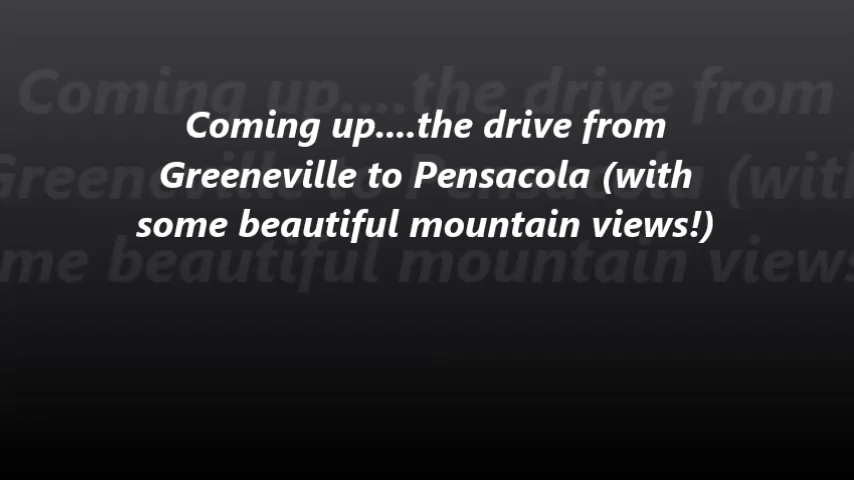 Coming up....the drive from
Greeneville to Pensacola (with
some beautiful mountain views!)